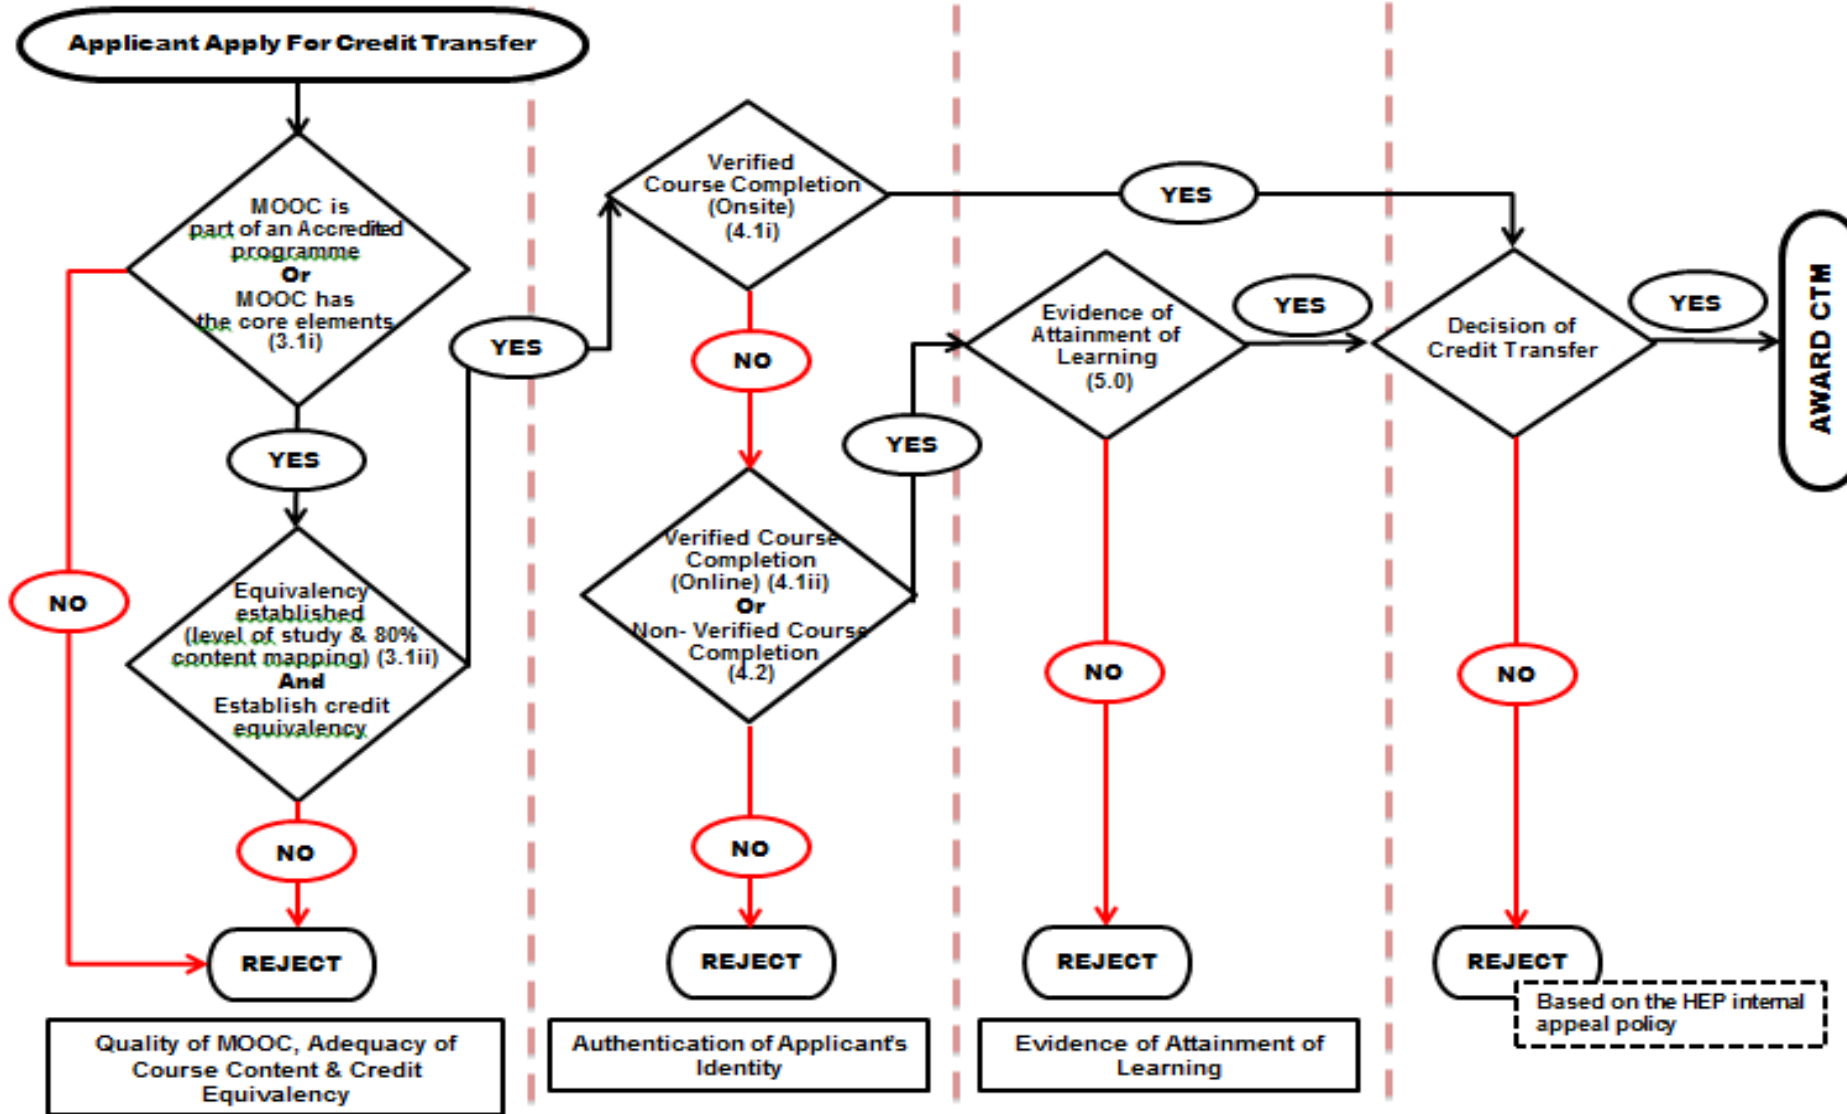 Applicant Apply For Credit Transfer
MOOC is
part of an Accredited
programme
Or
MOOC has
the core elements
(3.1i)
YES
NO
Equivalency
established
(level of study & 80%
content mapping) (3.1ii)
And
Establish credit
equivalency
NO
REJECT
Quality of MOOC, Adequacy of
Course Content & Credit
Equivalency
YES
Verified
Course Completion
(Onsite)
(4.1i)
NO
YES
Verified Course
Completion
(Online) (4.1ii)
Or
Non- Verified Course
Completion
(4.2)
NO
REJECT
Authentication of Applicant's
Identity
YES
Evidence of
Attainment of
Learning
(5.0)
YES
NO
REJECT
Evidence of Attainment of
Learning
Decision of
Credit Transfer
YES
NO
REJECT
Based on the HEP internal
appeal policy
AWARD CTM